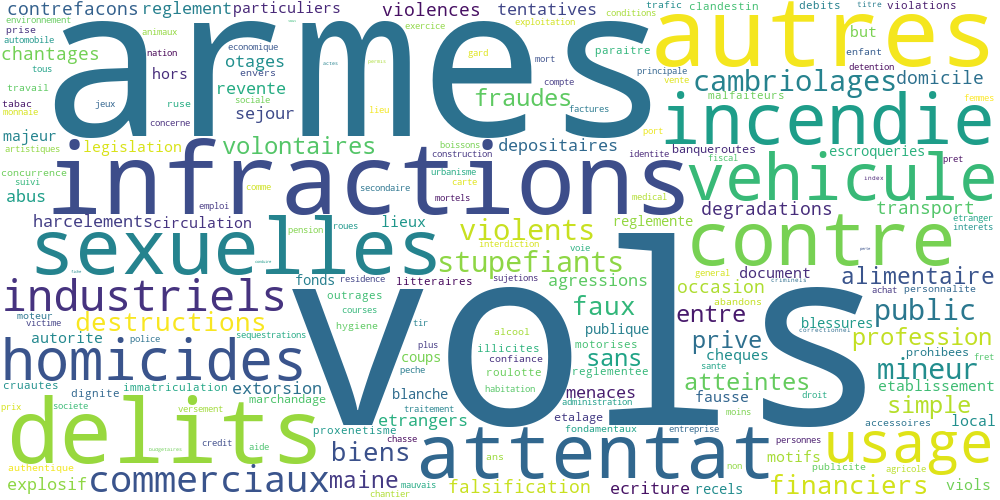 contrefacons reglement particuliers violences tentatives trafic clandestin debits titre violations
environnement prise exercice exploitation conditions
automobile animaux armes autres but
chantages nation economique otages paraitre enfant
tous hors envers gard mort principale detention
travail revente actes compte vente cambriolages domicile
tabac ruse sociale fraudes malfaiteurs femmes
monnaie jeux sejour lieu factures incendie
majeur concerne port
artistiques legislation volontaires boissons depositaires identite banqueroutes escroqueries pret
concurrence infractions construction fiscal vehicule
suivi comme secondaire urbanisme carte index
abus emploi mortels medical degradations transport
harcelements circulation lieux violents reglemente contre etranger
sexuelles pension roues interdiction voie interets
stupefiants general document alimentaire
industriels fonds residence litteraires sujetions agressions occasion criminels achat personnalite
moteur outrages abandons
victime destructions courses tir faux entre blessures public
autorite police hygiene alcool publique prive correctionnel profession
homicides sequestrations plus illicites motorises cheques prohibees
coups confiance sans sante fret
cruautes peche roulotte reglementee atteintes mineur
dignite immatriculation extorsion blanche habitation menaces fausse droit etablissement
prix societe versement marchandage traitement administration moins simple
delits vols etalage
proxenetisme etrangers fondamentaux entreprise accessoires local
credit aide chasse biens attentat personnes usage
authentique ans non motifs publicite agricole
explosif commerciaux maine mauvais falsification ecriture recels financiers viols
chantier